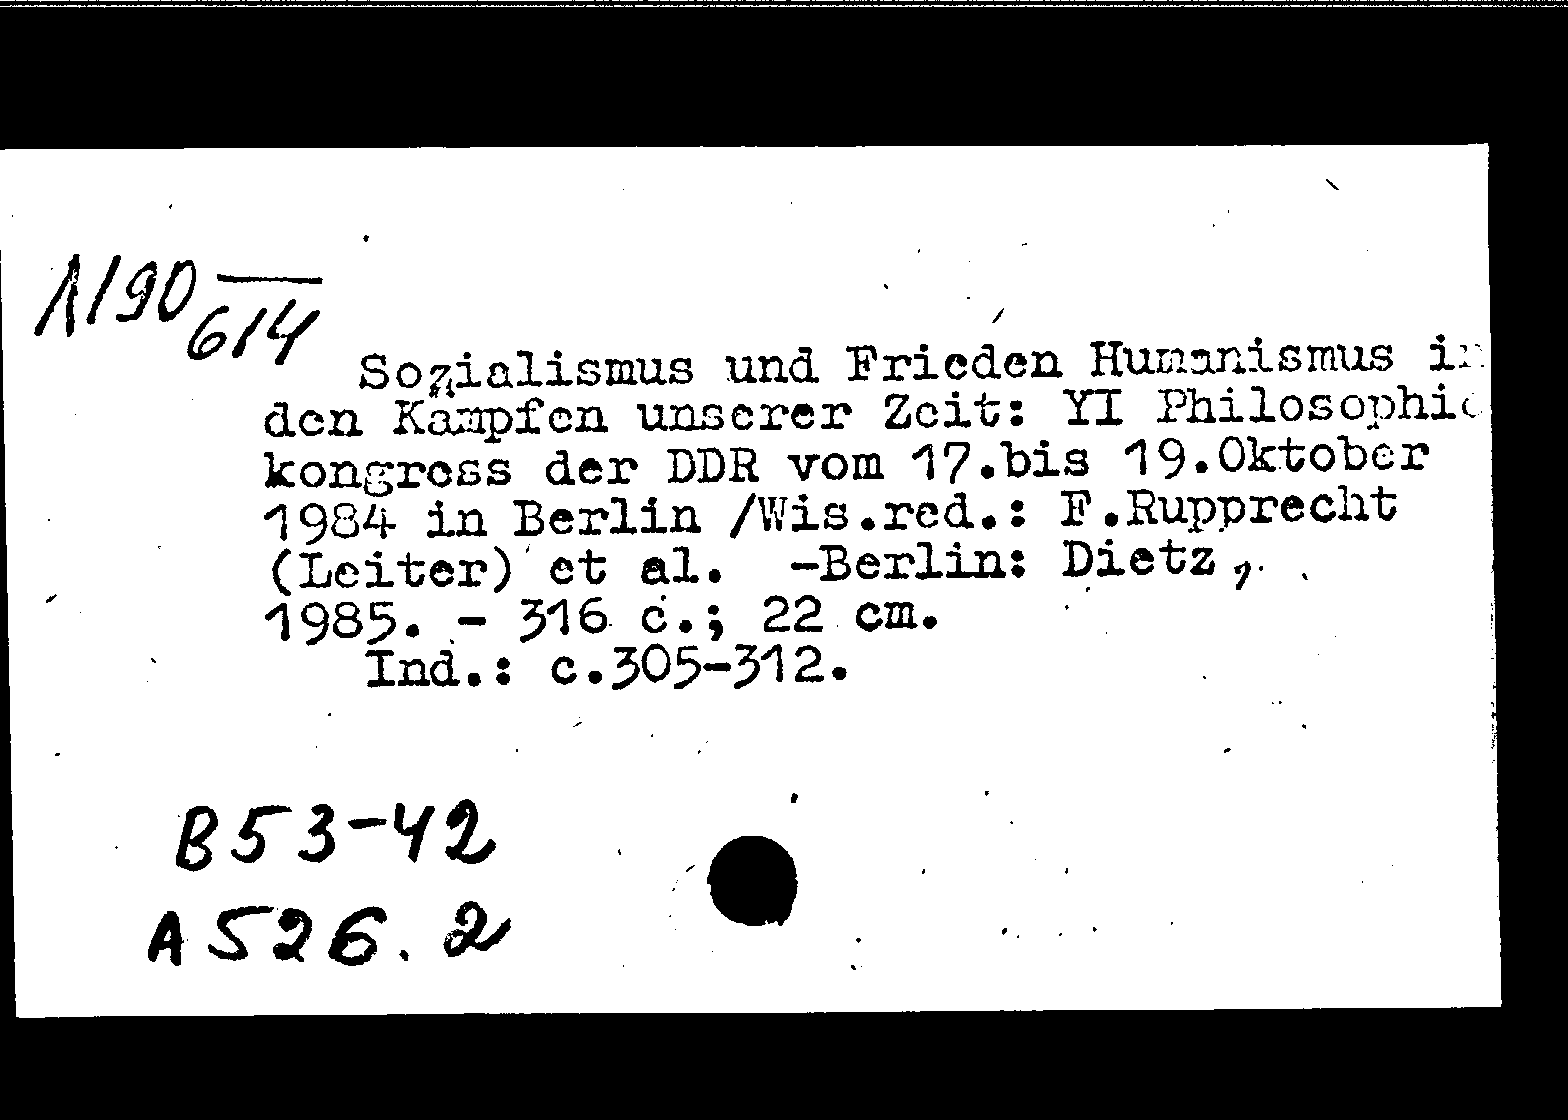 Л190 614
Sozialismus und Frieden Humanismus in
den Kämpfen unserer Zeit: YI Philosophie
kongress der DDR vom 17.bis 19.Oktober
1984 in Berlin /Wis.red.: F.Rupprecht
(Leiter) et al. -Berlin: Dietz,
1985. - 316 c.; 22 cm.
Ind.: c.305-312.
B53-42
A526.2